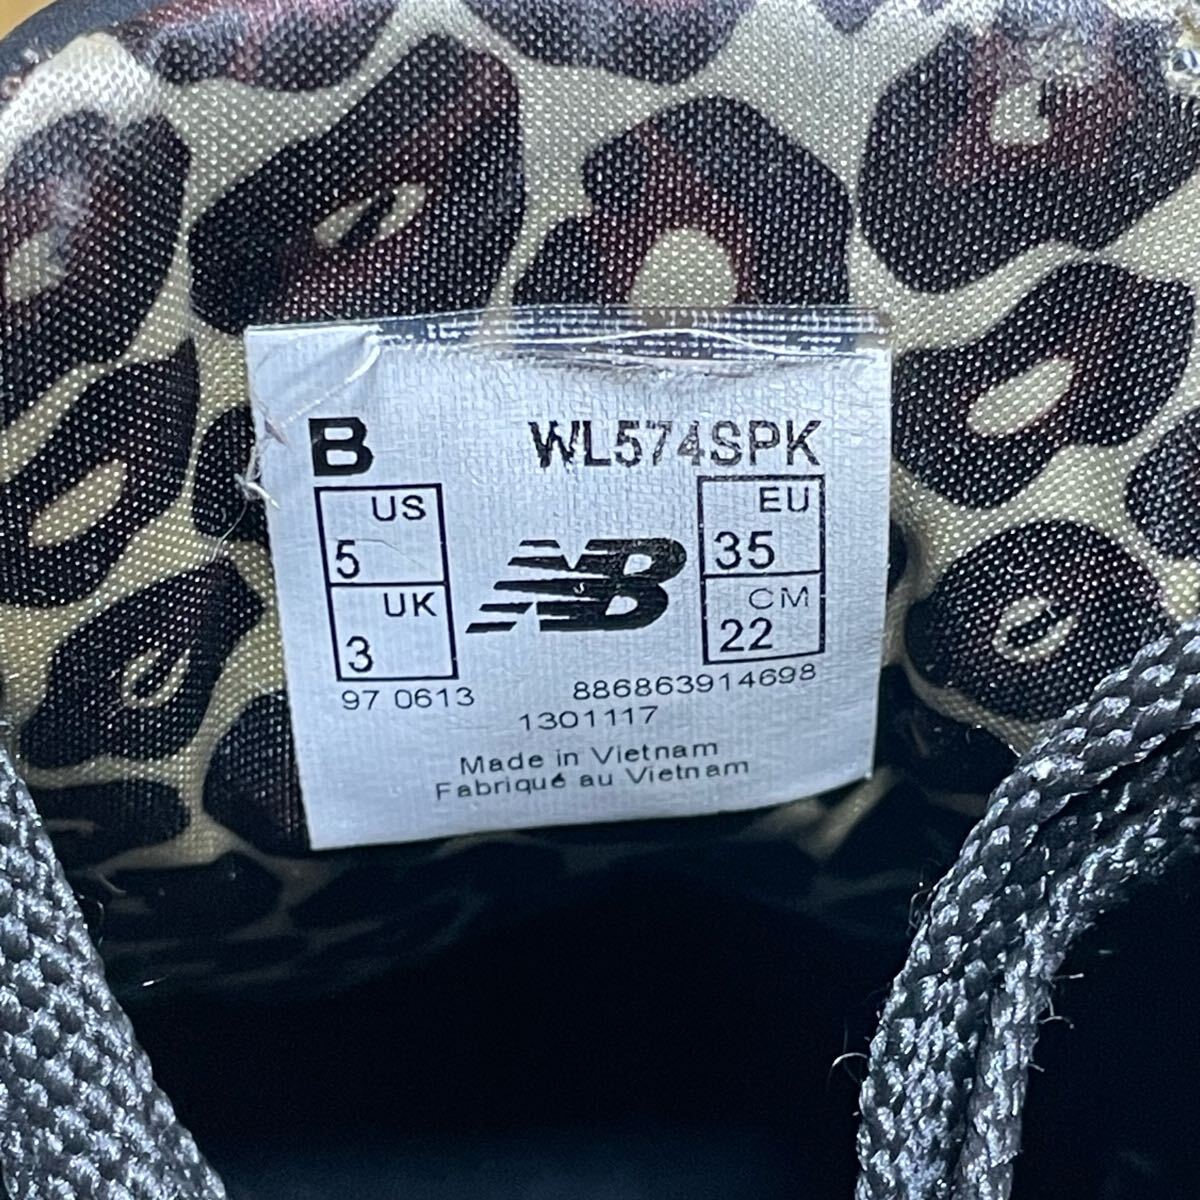 B WL574SPK
US EU
5 35
UK CM
3 22
NB
97 0613 886863914698
1301117
Made in Vietnam
Fabriqué au Vietnam